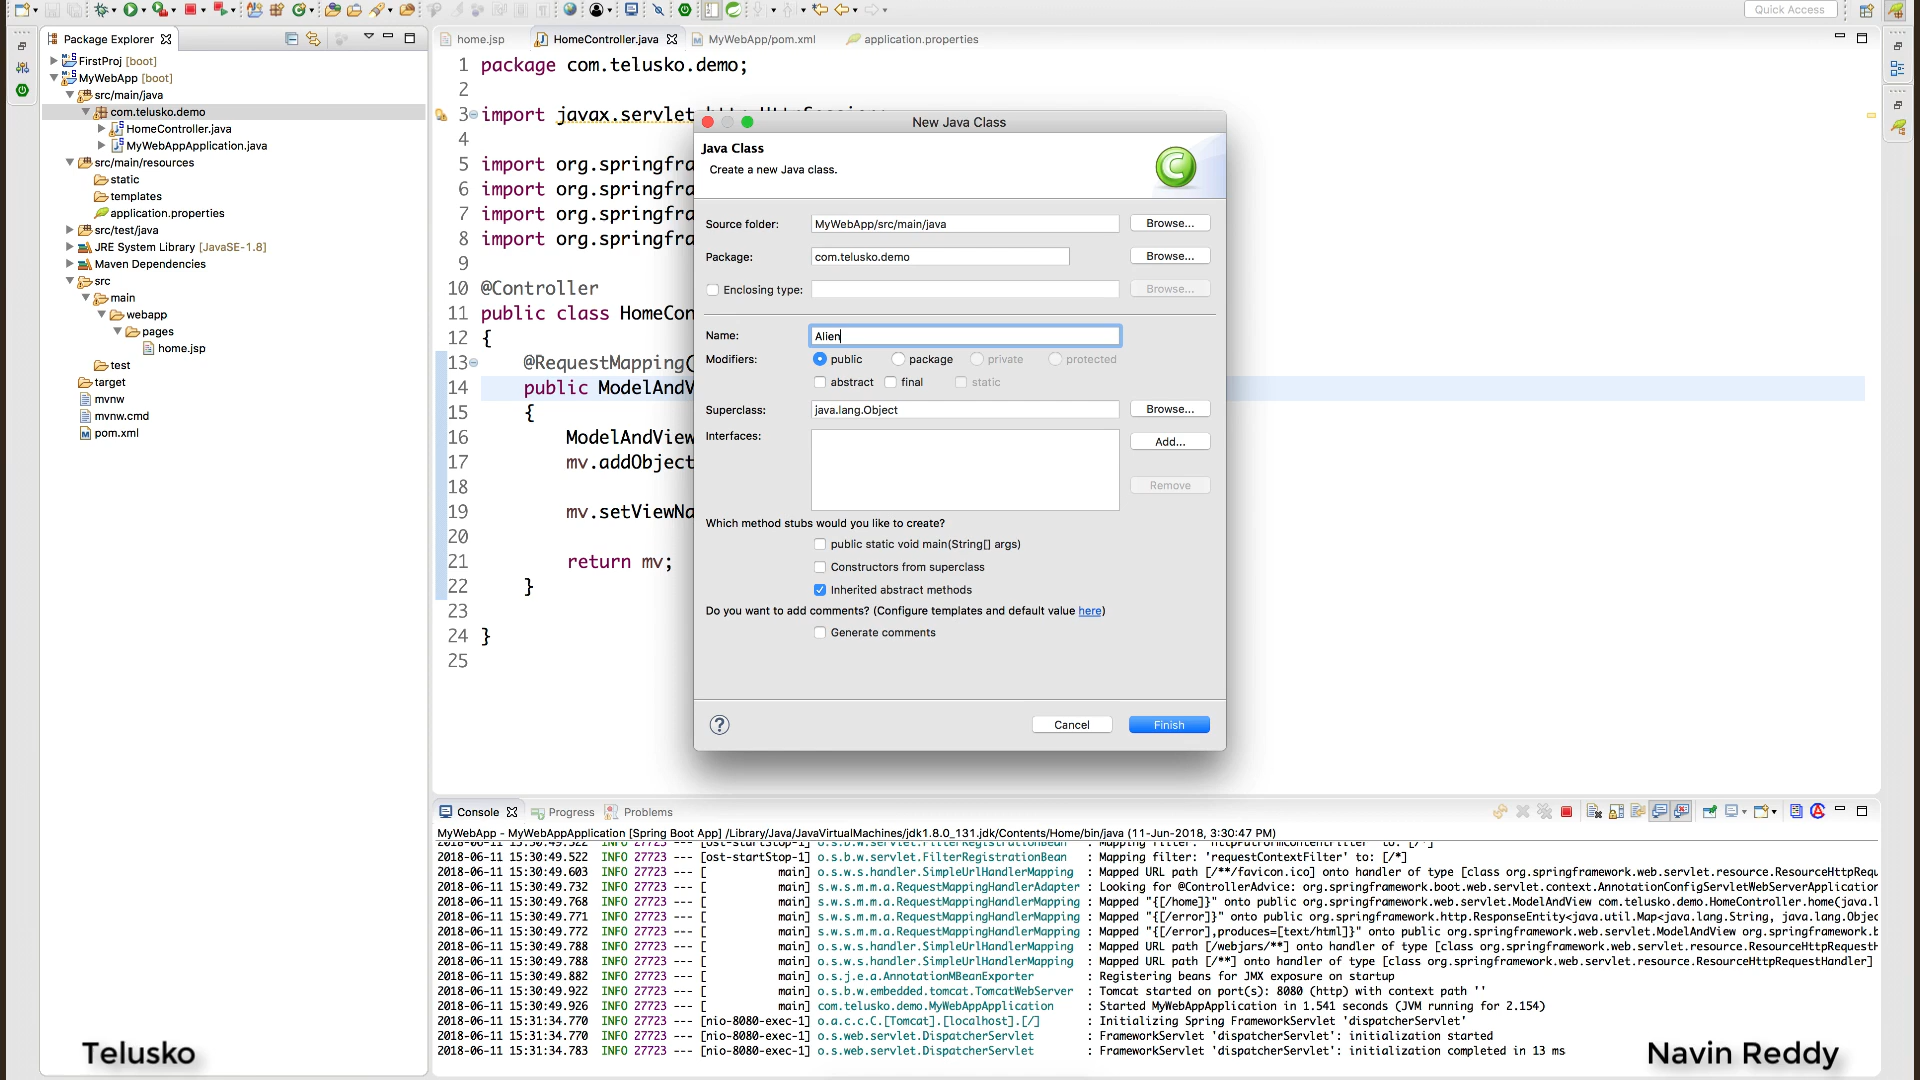 Quick Access
Package Explorer
FirstProj [boot]
MyWebApp [boot]
src/main/java
com.telusko.demo
HomeController.java
MyWebAppApplication.java
src/main/resources
static
templates
application.properties
src/test/java
JRE System Library [JavaSE-1.8]
Maven Dependencies
src
main
webapp
pages
home.jsp
test
target
mvnw
mvnw.cmd
pom.xml
home.jsp HomeController.java MyWebApp/pom.xml application.properties
1 package com.telusko.demo;
2
3 import javax.servlet
4
5 import org.springfra
6 import org.springfra
7 import org.springfra
8 import org.springfra
9
10 @Controller
11 public class HomeCon
12 {
13 @RequestMapping(
14 public ModelAndV
15 {
16 ModelAndView
17 mv.addObject
18
19 mv.setViewNa
20
21 return mv;
22 }
23
24 }
25
New Java Class
Java Class
Create a new Java class.
Source folder: MyWebApp/src/main/java Browse...
Package: com.telusko.demo Browse...
Enclosing type: Browse...
Name: Alien
Modifiers: public package private protected
abstract final static
Superclass: java.lang.Object Browse...
Interfaces: Add...
Remove
Which method stubs would you like to create?
public static void main(String[] args)
Constructors from superclass
Inherited abstract methods
Do you want to add comments? (Configure templates and default value here)
Generate comments
? Cancel Finish
Console Progress Problems
MyWebApp - MyWebAppApplication [Spring Boot App] /Library/Java/JavaVirtualMachines/jdk1.8.0_131.jdk/Contents/Home/bin/java (11-Jun-2018, 3:30:47 PM)
2018-06-11 15:30:49.522 INFO 27723 --- [ost-startStop-1] o.s.b.w.servlet.FilterRegistrationBean : Mapping filter: 'requestContextFilter' to: [/*]
2018-06-11 15:30:49.603 INFO 27723 --- [ main] o.s.w.s.handler.SimpleUrlHandlerMapping : Mapped URL path [/**/favicon.ico] onto handler of type [class org.springframework.web.servlet.resource.ResourceHttpRequ
2018-06-11 15:30:49.732 INFO 27723 --- [ main] s.w.s.m.m.a.RequestMappingHandlerAdapter : Looking for @ControllerAdvice: org.springframework.boot.web.servlet.context.AnnotationConfigServletWebServerApplication
2018-06-11 15:30:49.768 INFO 27723 --- [ main] s.w.s.m.m.a.RequestMappingHandlerMapping : Mapped "{[/home]}" onto public org.springframework.web.servlet.ModelAndView com.telusko.demo.HomeController.home(java.l
2018-06-11 15:30:49.771 INFO 27723 --- [ main] s.w.s.m.m.a.RequestMappingHandlerMapping : Mapped "{[/error]}" onto public org.springframework.http.ResponseEntity<java.util.Map<java.lang.String, java.lang.Objec
2018-06-11 15:30:49.771 INFO 27723 --- [ main] s.w.s.m.m.a.RequestMappingHandlerMapping : Mapped "{[/error],produces=[text/html]}" onto public org.springframework.web.servlet.ModelAndView org.springframework.b
2018-06-11 15:30:49.788 INFO 27723 --- [ main] o.s.w.s.handler.SimpleUrlHandlerMapping : Mapped URL path [/webjars/**] onto handler of type [class org.springframework.web.servlet.resource.ResourceHttpRequestH
2018-06-11 15:30:49.788 INFO 27723 --- [ main] o.s.w.s.handler.SimpleUrlHandlerMapping : Mapped URL path [/**] onto handler of type [class org.springframework.web.servlet.resource.ResourceHttpRequestHandler]
2018-06-11 15:30:49.882 INFO 27723 --- [ main] o.s.j.e.a.AnnotationMBeanExporter : Registering beans for JMX exposure on startup
2018-06-11 15:30:49.922 INFO 27723 --- [ main] o.s.b.w.embedded.tomcat.TomcatWebServer : Tomcat started on port(s): 8080 (http) with context path ''
2018-06-11 15:30:49.926 INFO 27723 --- [ main] com.telusko.demo.MyWebAppApplication : Started MyWebAppApplication in 1.541 seconds (JVM running for 2.154)
2018-06-11 15:31:34.770 INFO 27723 --- [nio-8080-exec-1] o.a.c.c.C.[Tomcat].[localhost].[/] : Initializing Spring FrameworkServlet 'dispatcherServlet'
2018-06-11 15:31:34.770 INFO 27723 --- [nio-8080-exec-1] o.s.web.servlet.DispatcherServlet : FrameworkServlet 'dispatcherServlet': initialization started
2018-06-11 15:31:34.783 INFO 27723 --- [nio-8080-exec-1] o.s.web.servlet.DispatcherServlet : FrameworkServlet 'dispatcherServlet': initialization completed in 13 ms
Telusko
Navin Reddy